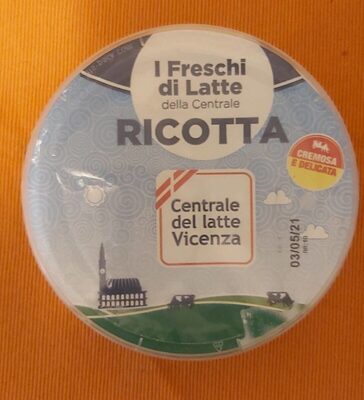 I Freschi
di Latte
della Centrale
RICOTTA
CREMOSA
E DELICATA
Centrale
del latte
Vicenza
03/05/21